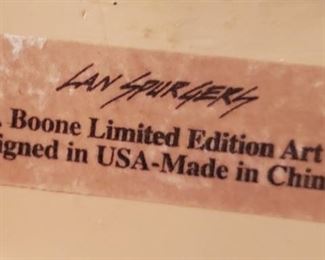 LAN SPURGERS
. Boone Limited Edition Art
igned in USA-Made in Chin